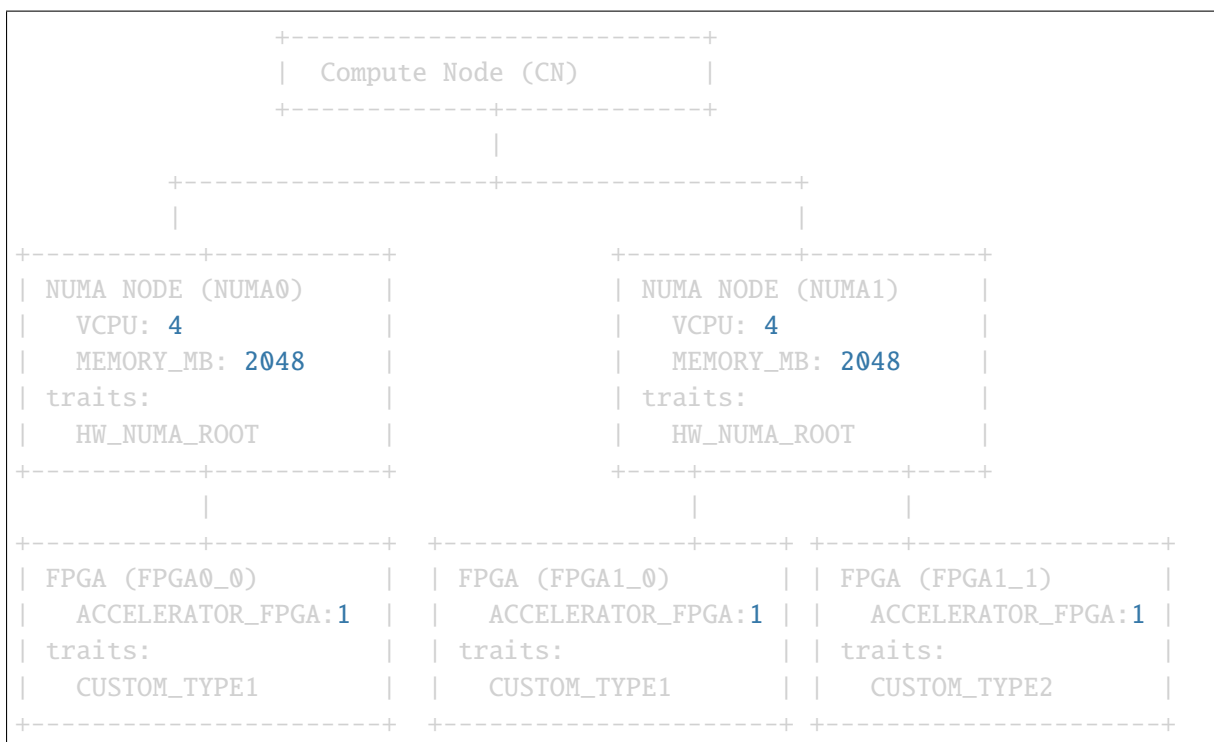 +---------------------------+
|  Compute Node (CN)        |
+-------------+-------------+
|
+--------------------+-------------------+
|                                         |
+-----------+-----------+              +-----------+-----------+
| NUMA NODE (NUMA0)     |              | NUMA NODE (NUMA1)     |
|   VCPU: 4             |              |   VCPU: 4             |
|   MEMORY_MB: 2048     |              |   MEMORY_MB: 2048     |
| traits:               |              | traits:               |
|   HW_NUMA_ROOT        |              |   HW_NUMA_ROOT        |
+-----------+-----------+              +----+-------------+----+
|                                |             |
+-----------+-----------+  +----------------+-----+ +-----+----------------+
| FPGA (FPGA0_0)        |  | FPGA (FPGA1_0)       | | FPGA (FPGA1_1)       |
|   ACCELERATOR_FPGA:1  |  |   ACCELERATOR_FPGA:1 | |   ACCELERATOR_FPGA:1 |
| traits:               |  | traits:              | | traits:              |
|   CUSTOM_TYPE1        |  |   CUSTOM_TYPE1       | |   CUSTOM_TYPE2       |
+-----------------------+  +----------------------+ +----------------------+